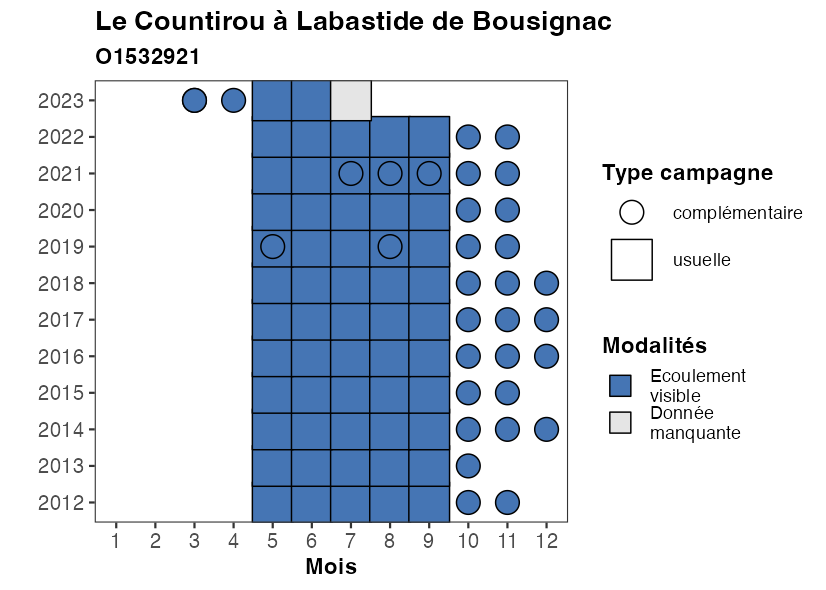 Le Countirou à Labastide de Bousignac
O1532921
2023
2022
2021
2020
2019
2018
2017
2016
2015
2014
2013
2012
1 2 3 4 5 6 7 8 9 10 11 12
Mois
Type campagne
complémentaire
usuelle
Modalités
Ecoulement
visible
Donnée
manquante